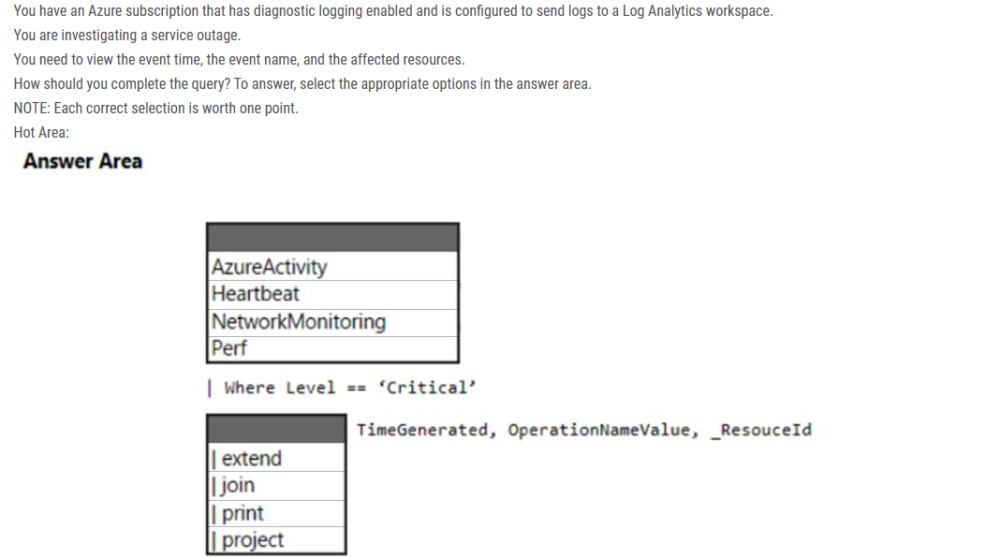 You have an Azure subscription that has diagnostic logging enabled and is configured to send logs to a Log Analytics workspace.
You are investigating a service outage.
You need to view the event time, the event name, and the affected resources.
How should you complete the query? To answer, select the appropriate options in the answer area.
NOTE: Each correct selection is worth one point.
Hot Area:
Answer Area
AzureActivity
Heartbeat
NetworkMonitoring
Perf
| Where Level == ‘Critical’
TimeGenerated, OperationNameValue, _ResouceId
| extend
| join
| print
| project